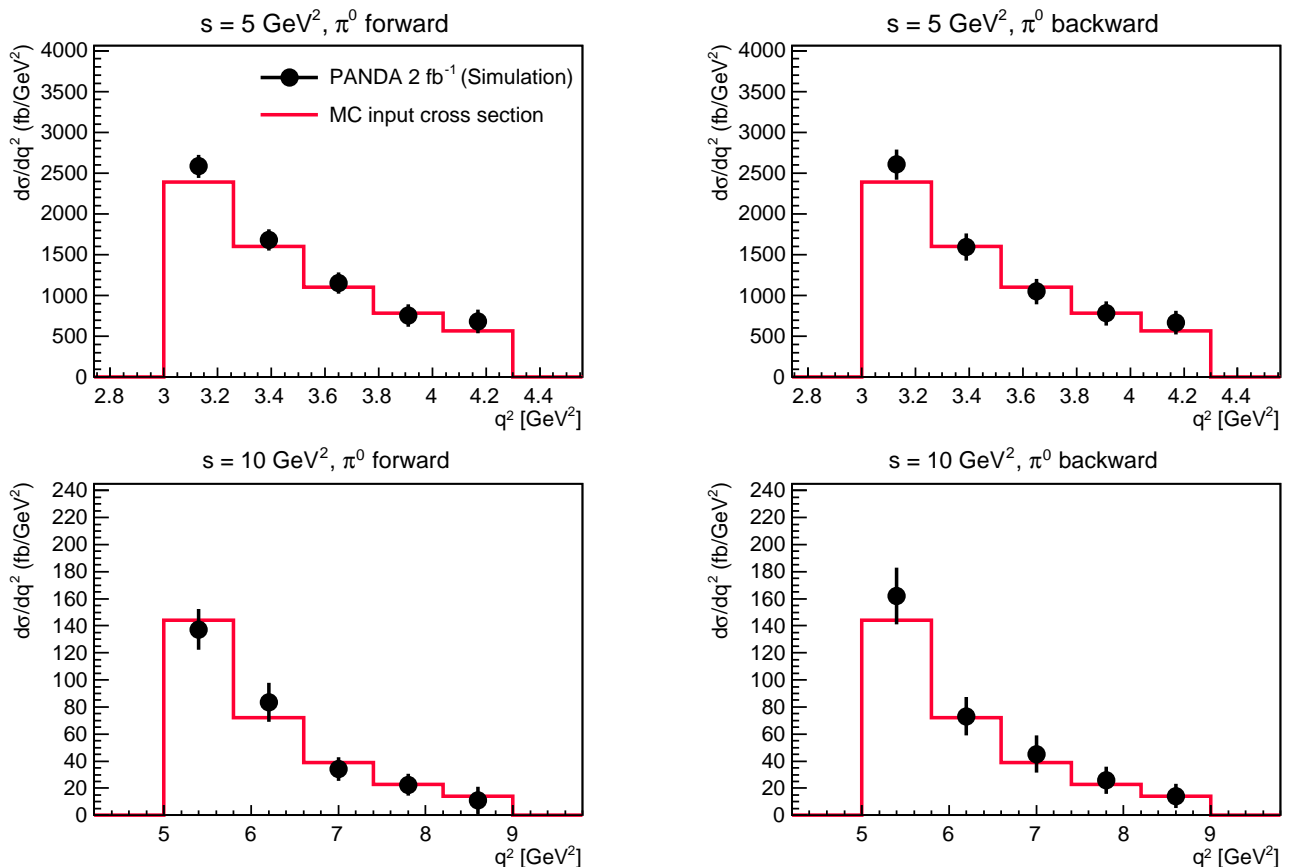 s = 5 GeV², π⁰ forward
dσ/dq² (fb/GeV²)
4000
3500
3000
2500
2000
1500
1000
500
0
PANDA 2 fb⁻¹ (Simulation)
MC input cross section
2.8 3 3.2 3.4 3.6 3.8 4 4.2 4.4
q² [GeV²]
s = 5 GeV², π⁰ backward
dσ/dq² (fb/GeV²)
4000
3500
3000
2500
2000
1500
1000
500
0
2.8 3 3.2 3.4 3.6 3.8 4 4.2 4.4
q² [GeV²]
s = 10 GeV², π⁰ forward
dσ/dq² (fb/GeV²)
240
220
200
180
160
140
120
100
80
60
40
20
0
5 6 7 8 9
q² [GeV²]
s = 10 GeV², π⁰ backward
dσ/dq² (fb/GeV²)
240
220
200
180
160
140
120
100
80
60
40
20
0
5 6 7 8 9
q² [GeV²]